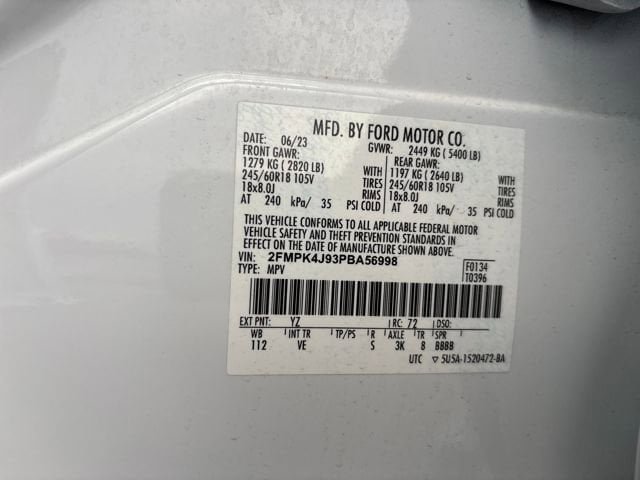 MFD. BY FORD MOTOR CO.
DATE: 06/23 GVWR: 2449 KG ( 5400 LB)
FRONT GAWR: REAR GAWR:
1279 KG ( 2820 LB) WITH 1197 KG ( 2640 LB) WITH
245/60R18 105V TIRES 245/60R18 105V TIRES
18x8.0J RIMS 18x8.0J RIMS
AT 240 kPa/ 35 PSI COLD AT 240 kPa/ 35 PSI COLD
THIS VEHICLE CONFORMS TO ALL APPLICABLE FEDERAL MOTOR
VEHICLE SAFETY AND THEFT PREVENTION STANDARDS IN
EFFECT ON THE DATE OF MANUFACTURE SHOWN ABOVE.
VIN: 2FMPK4J93PBA56998 F0134
TYPE: MPV T0396
EXT PNT: YZ RC: 72 DSO:
WB INT TR TP/PS R AXLE TR SPR
112 VE S 3K 8 BBBB
UTC ▽ 5U5A-1520472-BA